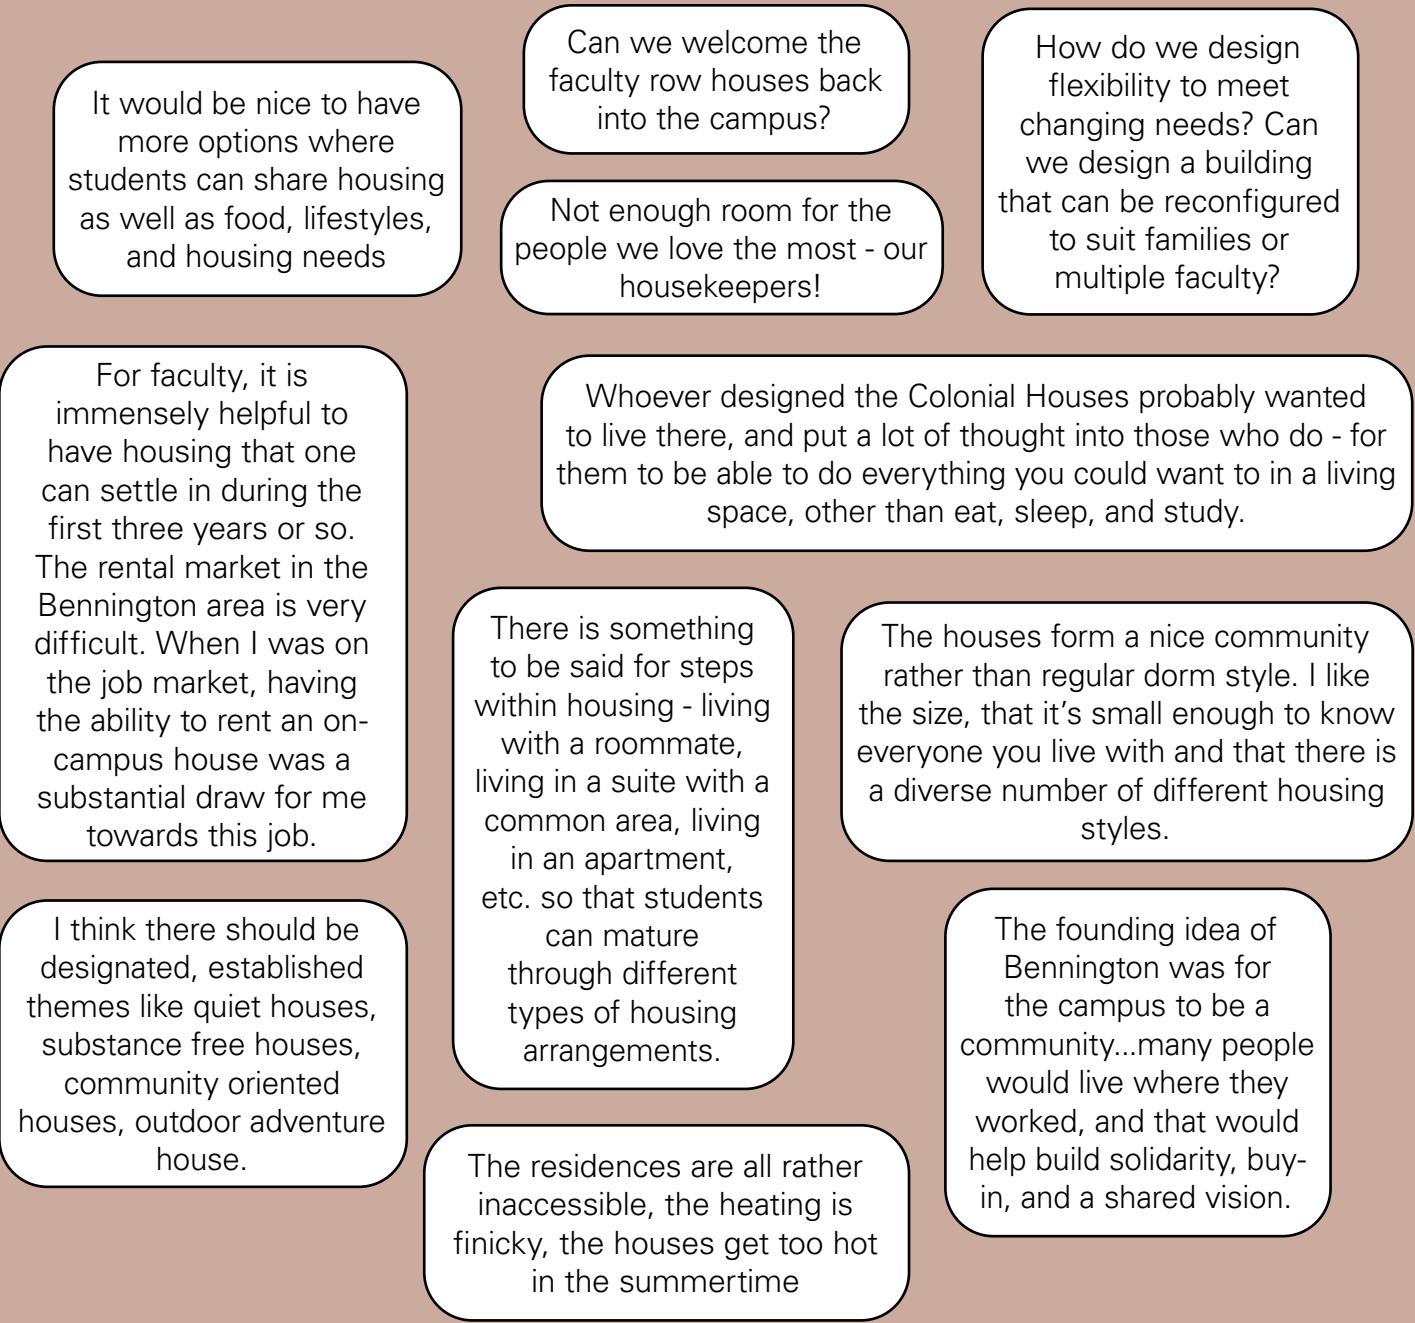 It would be nice to have
more options where
students can share housing
as well as food, lifestyles,
and housing needs
Can we welcome the
faculty row houses back
into the campus?
How do we design
flexibility to meet
changing needs? Can
we design a building
that can be reconfigured
to suit families or
multiple faculty?
Not enough room for the
people we love the most - our
housekeepers!
For faculty, it is
immensely helpful to
have housing that one
can settle in during the
first three years or so.
The rental market in the
Bennington area is very
difficult. When I was on
the job market, having
the ability to rent an on-
campus house was a
substantial draw for me
towards this job.
Whoever designed the Colonial Houses probably wanted
to live there, and put a lot of thought into those who do - for
them to be able to do everything you could want to in a living
space, other than eat, sleep, and study.
There is something
to be said for steps
within housing - living
with a roommate,
living in a suite with a
common area, living
in an apartment,
etc. so that students
can mature
through different
types of housing
arrangements.
The houses form a nice community
rather than regular dorm style. I like
the size, that it's small enough to know
everyone you live with and that there is
a diverse number of different housing
styles.
I think there should be
designated, established
themes like quiet houses,
substance free houses,
community oriented
houses, outdoor adventure
house.
The founding idea of
Bennington was for
the campus to be a
community...many people
would live where they
worked, and that would
help build solidarity, buy-
in, and a shared vision.
The residences are all rather
inaccessible, the heating is
finicky, the houses get too hot
in the summertime